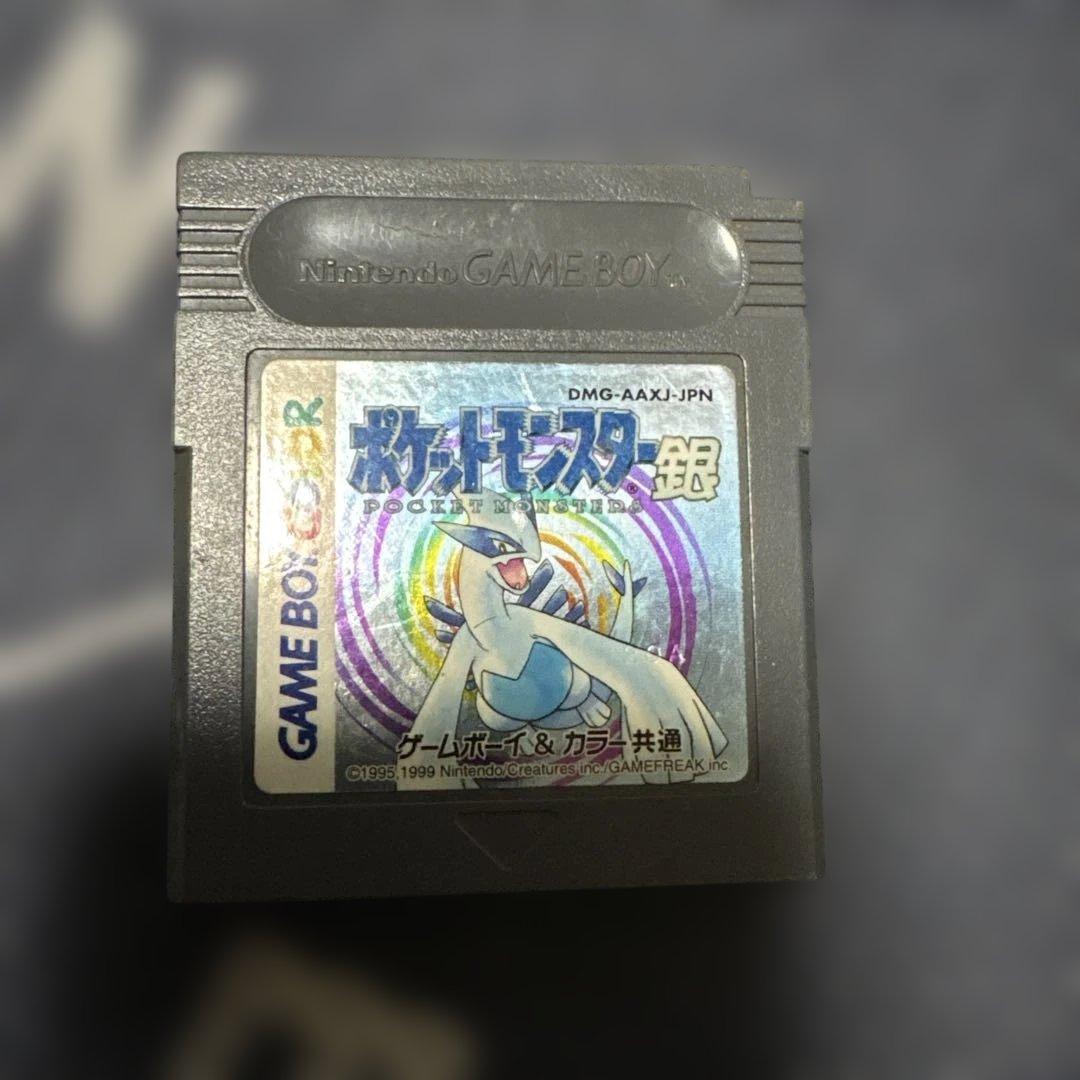 Nintendo GAME BOY
DMG-AAXJ-JPN
ポケットモンスター銀
POCKET MONSTERS
GAME BOY COLOR
ゲームボーイ & カラー共通
©1995,1999 Nintendo/Creatures inc./GAMEFREAK inc.